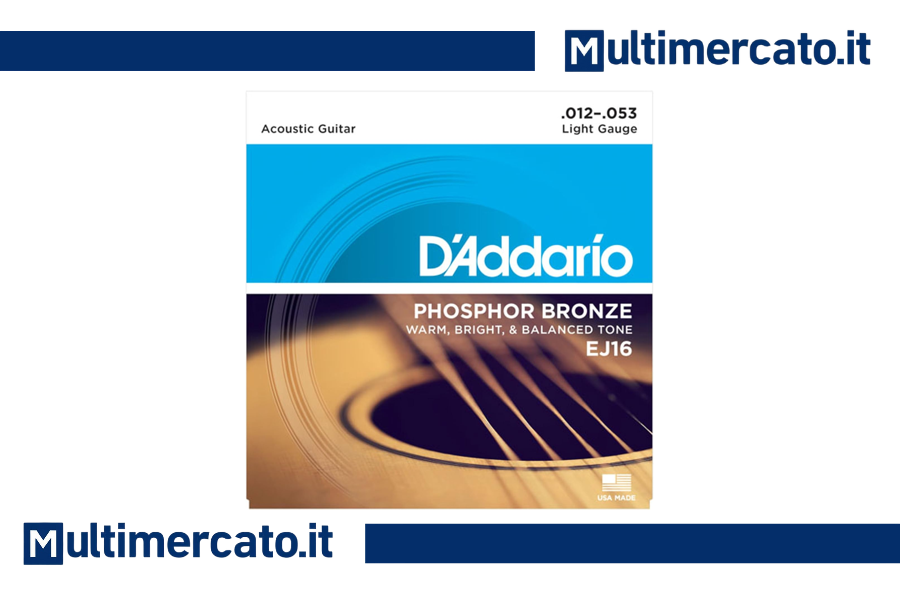 Multimercato.it
.012–.053
Acoustic Guitar
Light Gauge
D'Addario
PHOSPHOR BRONZE
WARM, BRIGHT, & BALANCED TONE
EJ16
USA MADE
Multimercato.it